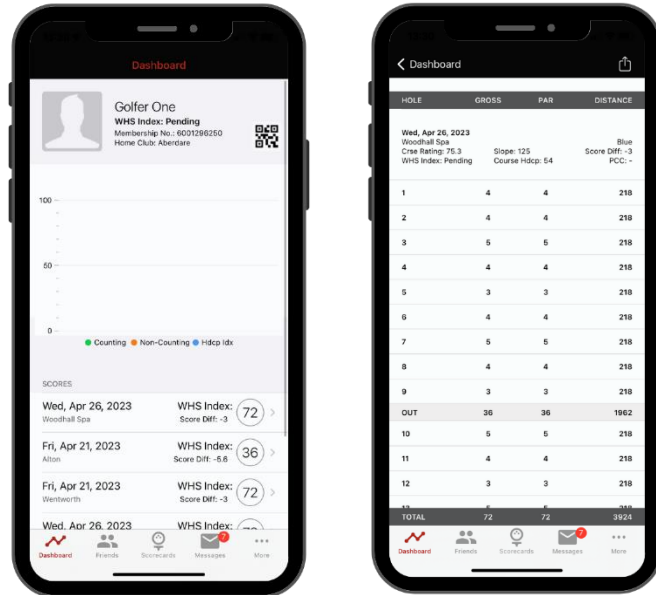 Dashboard
Golfer One
WHS Index: Pending
Membership No.: 6001296250
Home Club: Aberdare
100
50
0
Counting Non-Counting Hdcp Idx
SCORES
Wed, Apr 26, 2023 WHS Index: 72
Woodhall Spa Score Diff: -3
Fri, Apr 21, 2023 WHS Index: 36
Alton Score Diff: -5.6
Fri, Apr 21, 2023 WHS Index: 72
Wentworth Score Diff: -3
Wed, Apr 26, 2023 WHS Index:
7
Dashboard Friends Scorecards Messages More
Dashboard
HOLE GROSS PAR DISTANCE
Wed, Apr 26, 2023
Woodhall Spa Blue
Crse Rating: 75.3 Slope: 125 Score Diff: -3
WHS Index: Pending Course Hdcp: 54 PCC: -
1 4 4 218
2 4 4 218
3 5 5 218
4 4 4 218
5 3 3 218
6 4 4 218
7 5 5 218
8 4 4 218
9 3 3 218
OUT 36 36 1962
10 5 5 218
11 4 4 218
12 3 3 218
TOTAL 72 72 3924
7
Dashboard Friends Scorecards Messages More